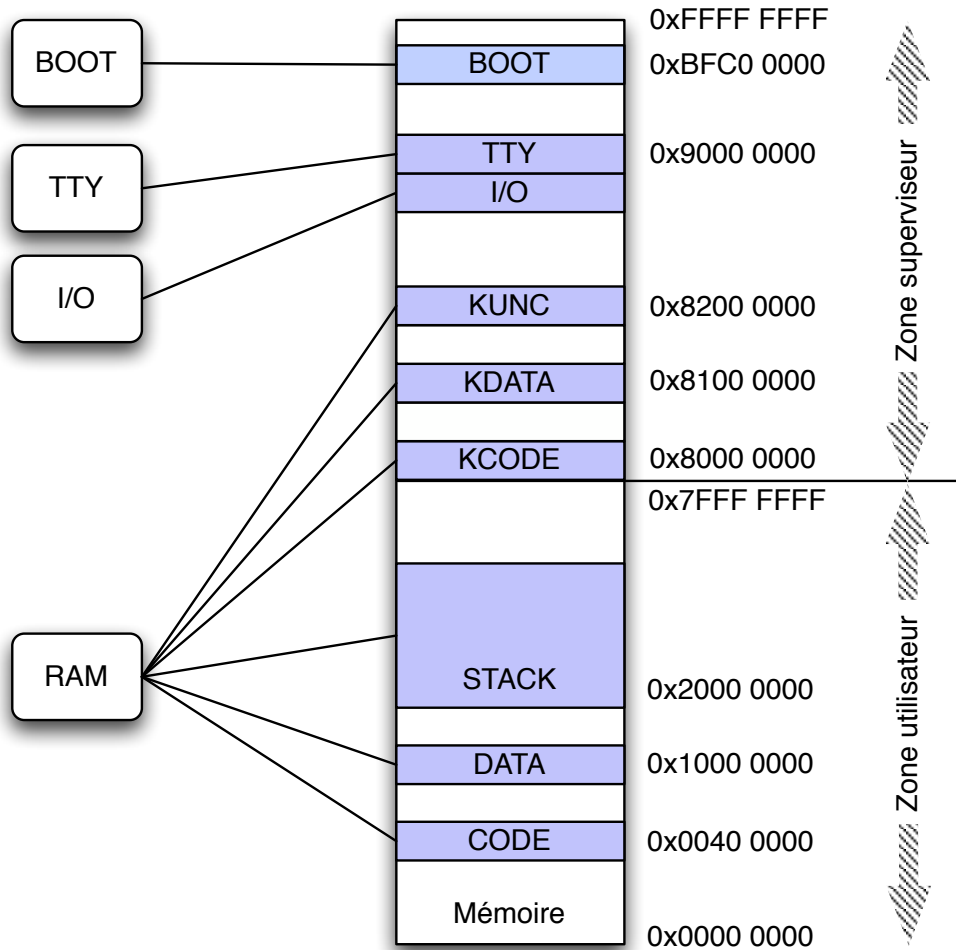 BOOT
TTY
I/O
RAM
BOOT
TTY
I/O
KUNC
KDATA
KCODE
STACK
DATA
CODE
Mémoire
0xFFFF FFFF
0xBFC0 0000
0x9000 0000
0x8200 0000
0x8100 0000
0x8000 0000
0x7FFF FFFF
0x2000 0000
0x1000 0000
0x0040 0000
0x0000 0000
Zone superviseur
Zone utilisateur